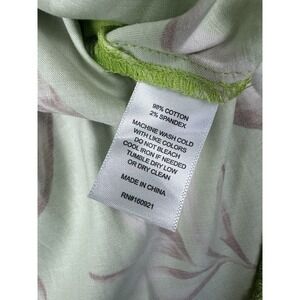 98% COTTON
2% SPANDEX
MACHINE WASH COLD
WITH LIKE COLORS
DO NOT BLEACH
COOL IRON IF NEEDED
TUMBLE DRY LOW
OR DRY CLEAN
MADE IN CHINA
RN#160921